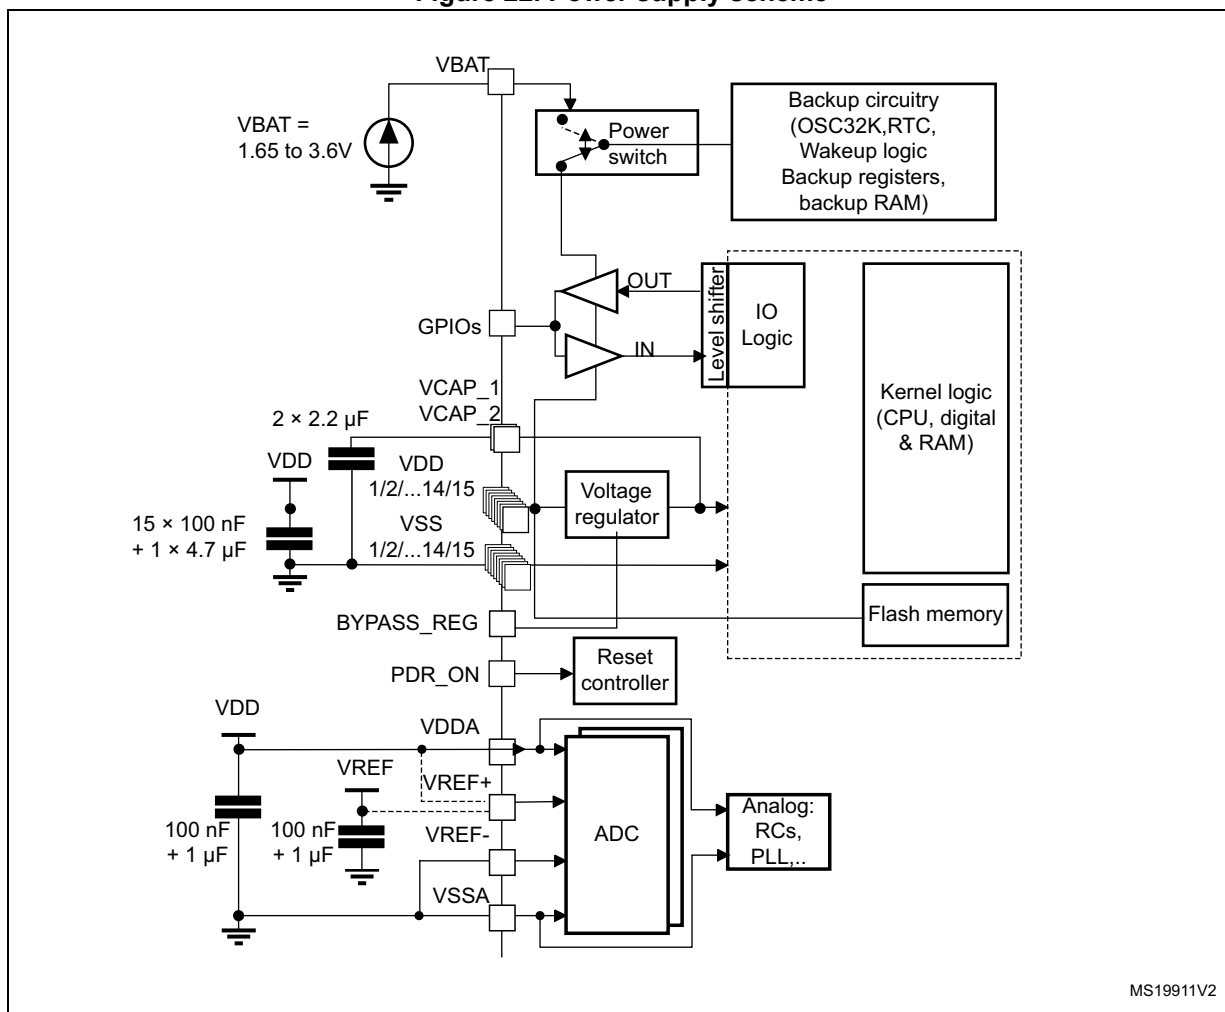 VBAT
VBAT =
1.65 to 3.6V
Power
switch
Backup circuitry
(OSC32K,RTC,
Wakeup logic
Backup registers,
backup RAM)
GPIOs
OUT
IN
Level shifter
IO
Logic
Kernel logic
(CPU, digital
& RAM)
VCAP_1
VCAP_2
2 × 2.2 μF
VDD
VDD
1/2/...14/15
Voltage
regulator
15 × 100 nF
+ 1 × 4.7 μF
VSS
1/2/...14/15
Flash memory
BYPASS_REG
PDR_ON
Reset
controller
VDD
VDDA
VREF
VREF+
100 nF
+ 1 μF
100 nF
+ 1 μF
VREF-
ADC
Analog:
RCs,
PLL,..
VSSA
MS19911V2